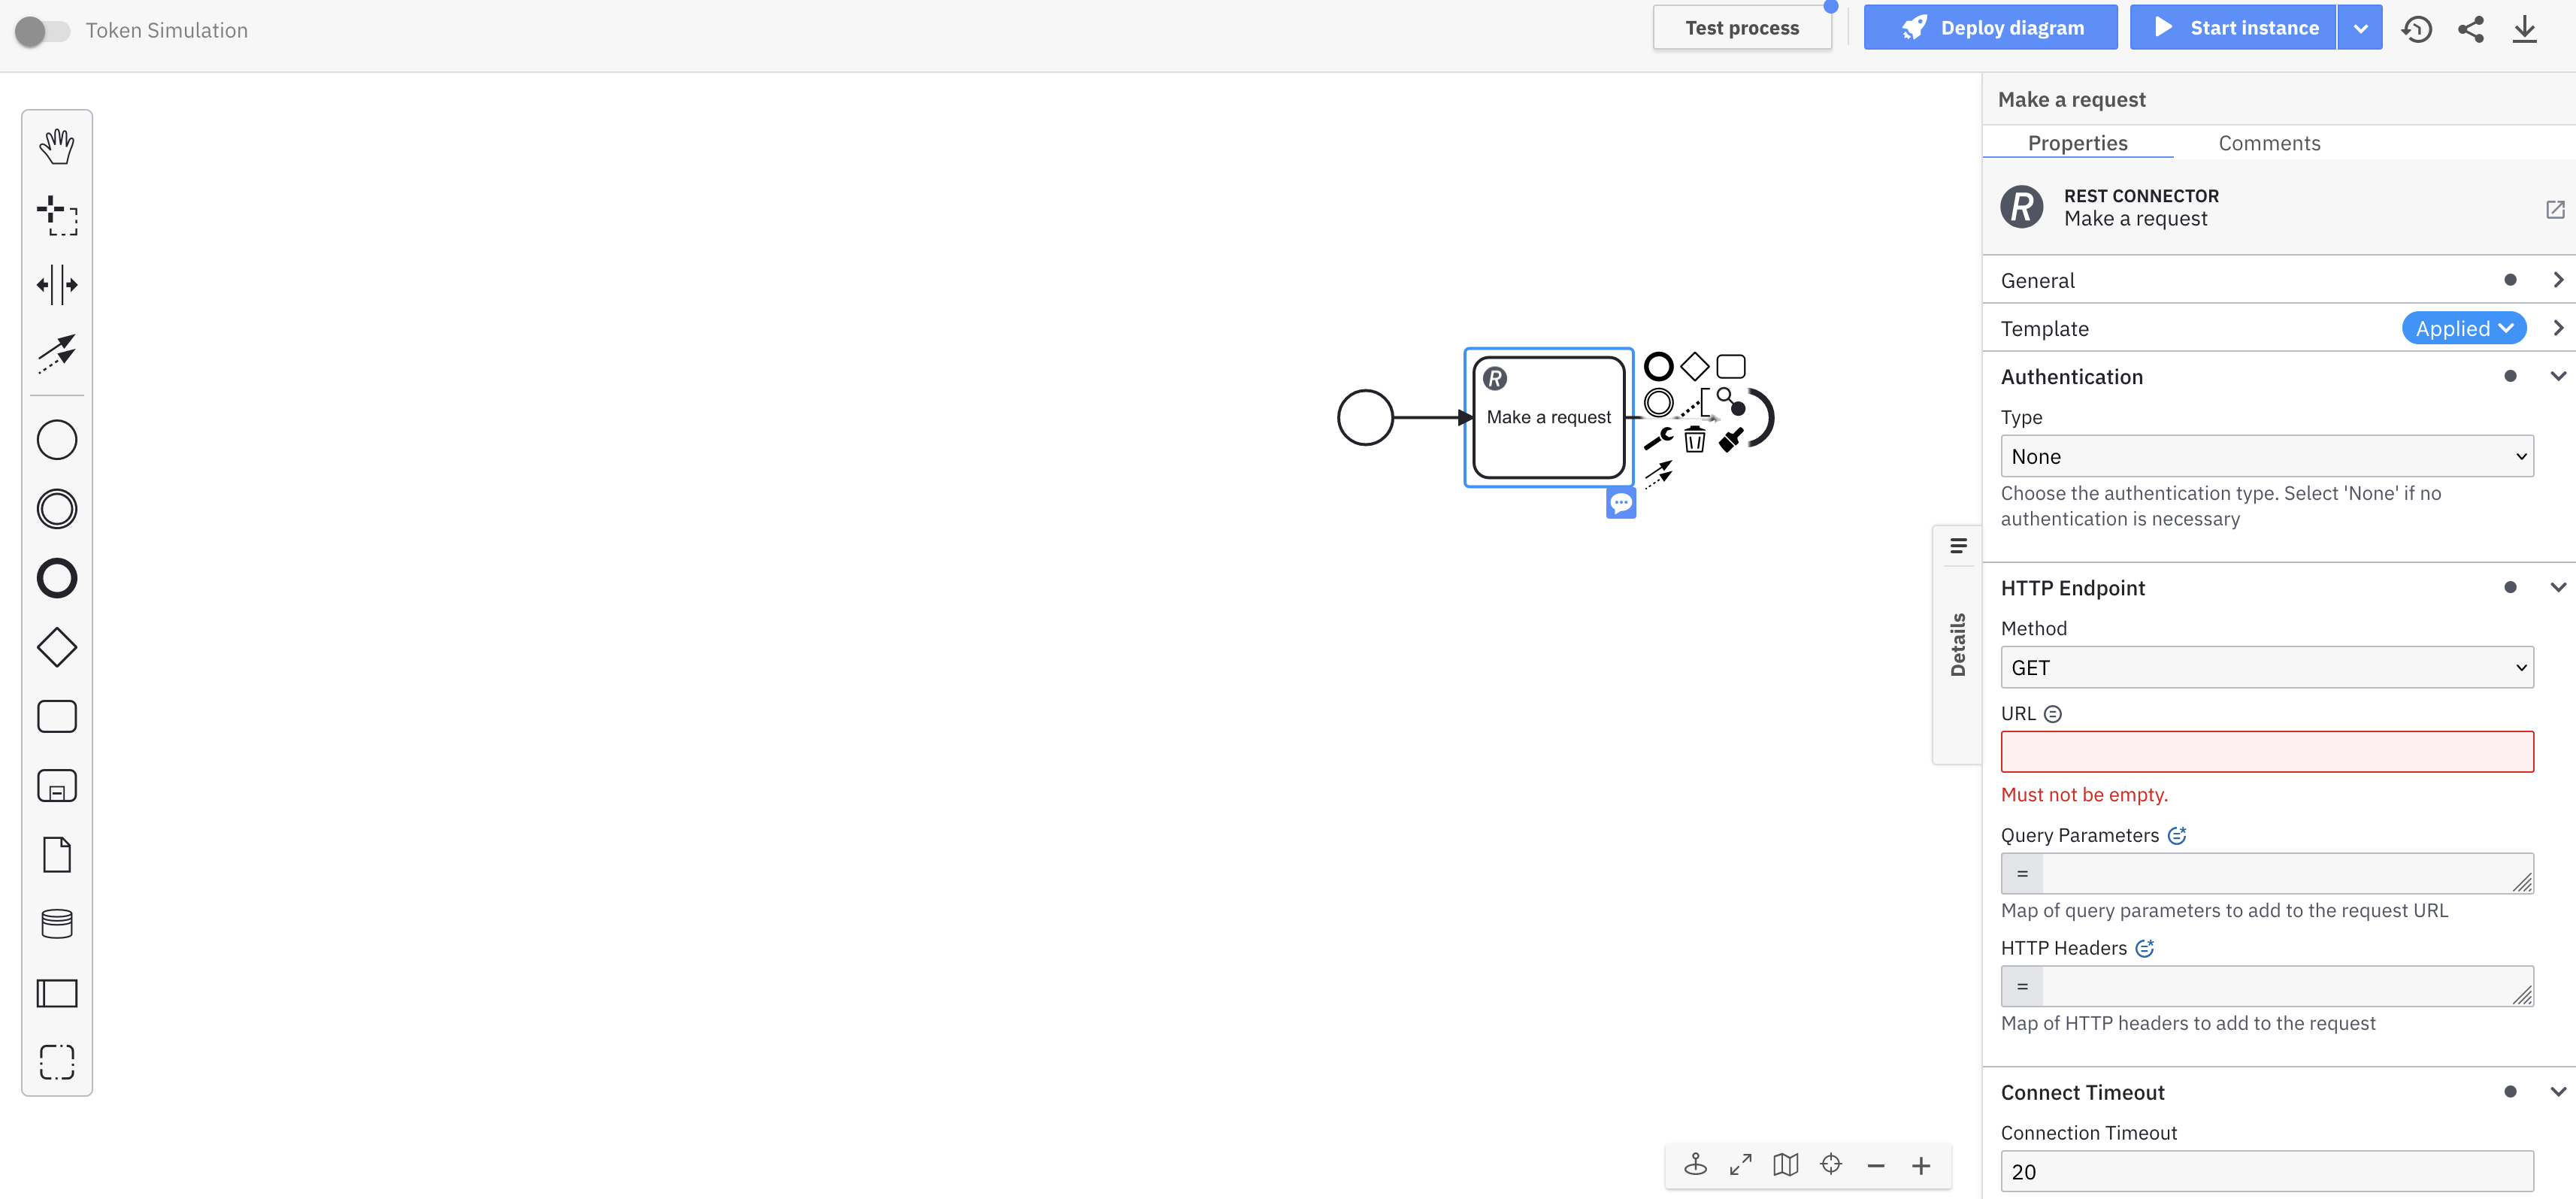 Token Simulation
Test process
Deploy diagram
Start instance
Make a request
Properties
Comments
R
REST CONNECTOR
Make a request
General
Template
Applied
Authentication
Type
None
Choose the authentication type. Select 'None' if no
authentication is necessary
HTTP Endpoint
Method
GET
URL
Must not be empty.
Query Parameters
=
Map of query parameters to add to the request URL
HTTP Headers
=
Map of HTTP headers to add to the request
Connect Timeout
Connection Timeout
20
R
Make a request
Details